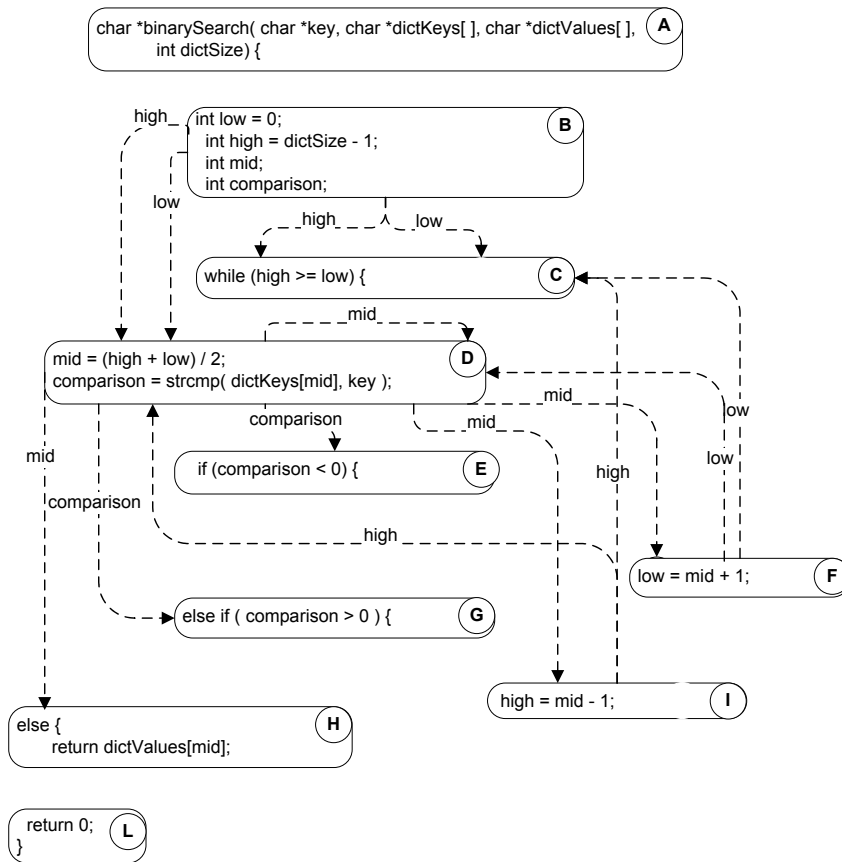 char *binarySearch( char *key, char *dictKeys[ ], char *dictValues[ ],
A
int dictSize) {
high
int low = 0;
B
int high = dictSize - 1;
int mid;
int comparison;
low
high
low
while (high >= low) {
C
mid
mid = (high + low) / 2;
D
comparison = strcmp( dictKeys[mid], key );
mid
comparison
mid
low
mid
low
if (comparison < 0) {
E
high
comparison
high
low = mid + 1;
F
else if ( comparison > 0 ) {
G
high = mid - 1;
I
else {
H
return dictValues[mid];
return 0;
L
}